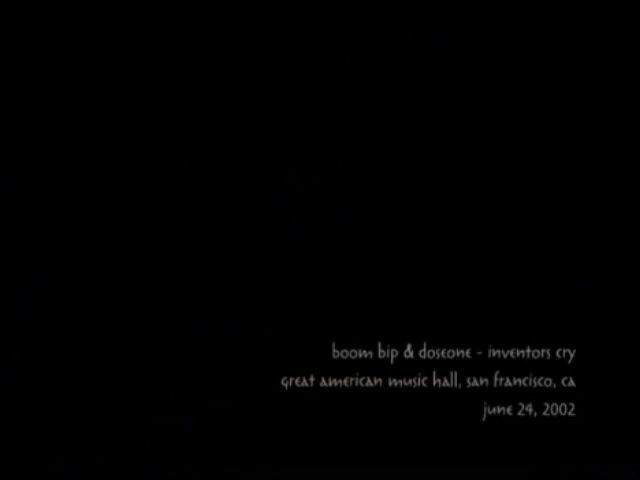 boom bip & doseone - inventors cry
great american music hall, san francisco, ca
june 24, 2002